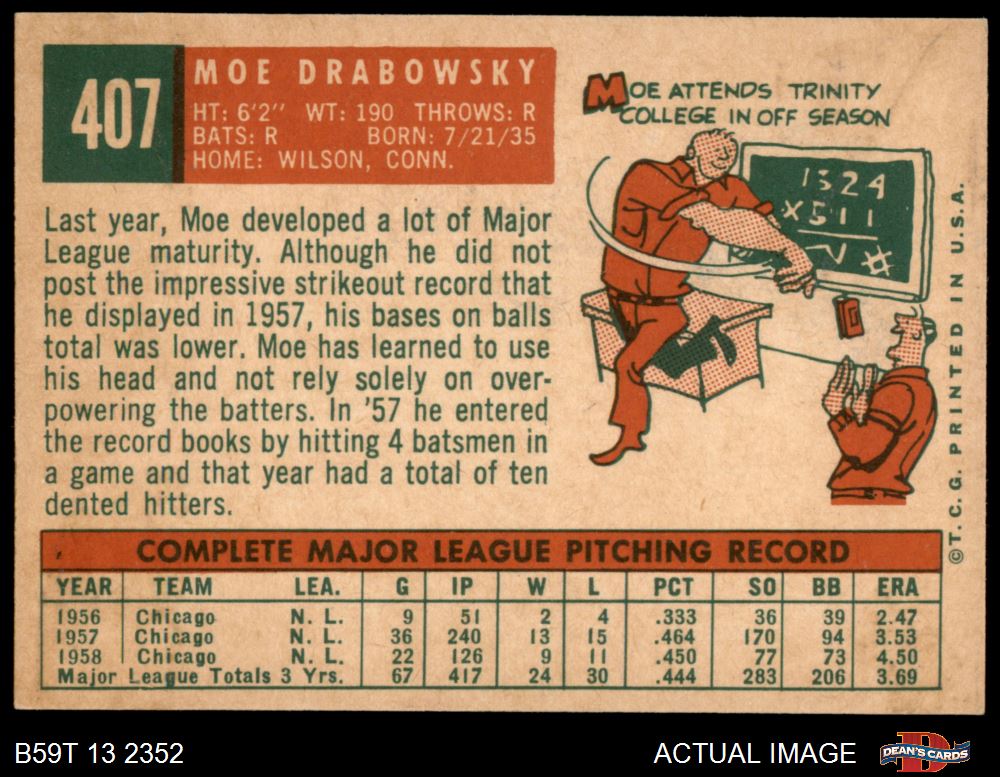 407
MOE DRABOWSKY
HT: 6'2" WT: 190 THROWS: R
BATS: R BORN: 7/21/35
HOME: WILSON, CONN.
MOE ATTENDS TRINITY
COLLEGE IN OFF SEASON
1324
X511
Last year, Moe developed a lot of Major
League maturity. Although he did not
post the impressive strikeout record that
he displayed in 1957, his bases on balls
total was lower. Moe has learned to use
his head and not rely solely on over-
powering the batters. In '57 he entered
the record books by hitting 4 batsmen in
a game and that year had a total of ten
dented hitters.
©T. C. G. PRINTED IN U.S.A.
COMPLETE MAJOR LEAGUE PITCHING RECORD
YEAR TEAM LEA. G IP W L PCT SO BB ERA
1956 Chicago N. L. 9 51 2 4 .333 36 39 2.47
1957 Chicago N. L. 36 240 13 15 .464 170 94 3.53
1958 Chicago N. L. 22 126 9 11 .450 77 73 4.50
Major League Totals 3 Yrs. 67 417 24 30 .444 283 206 3.69
B59T 13 2352
ACTUAL IMAGE
DEAN'S CARDS